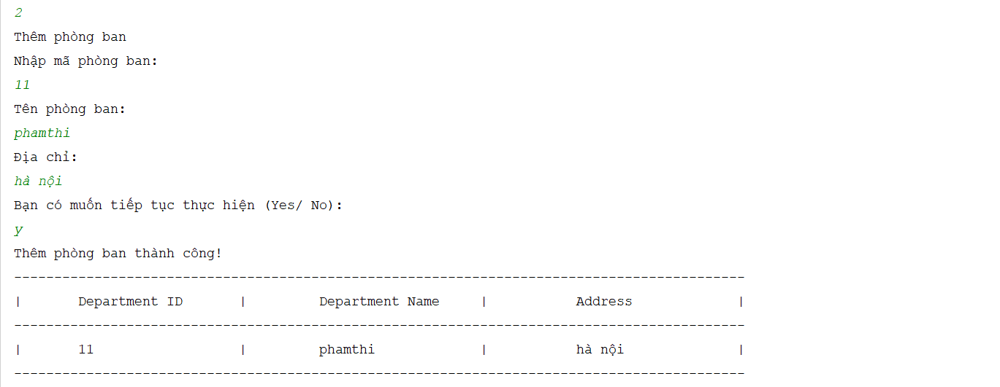 2
Thêm phòng ban
Nhập mã phòng ban:
11
Tên phòng ban:
phamthi
Địa chỉ:
hà nội
Bạn có muốn tiếp tục thực hiện (Yes/ No):
y
Thêm phòng ban thành công!
-------------------------------------------------------------------------------------------
|       Department ID       |         Department Name     |           Address             |
-------------------------------------------------------------------------------------------
|       11                  |         phamthi             |           hà nội              |
-------------------------------------------------------------------------------------------